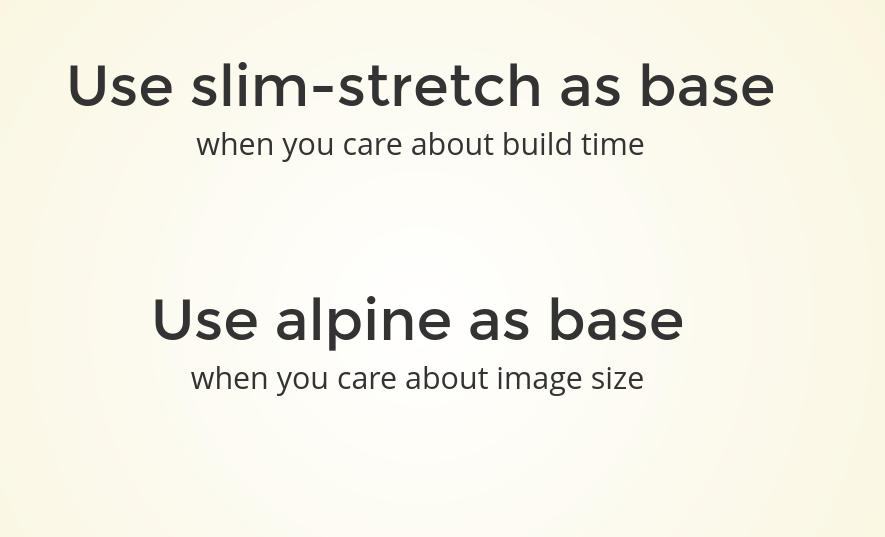 Use slim-stretch as base
when you care about build time
Use alpine as base
when you care about image size